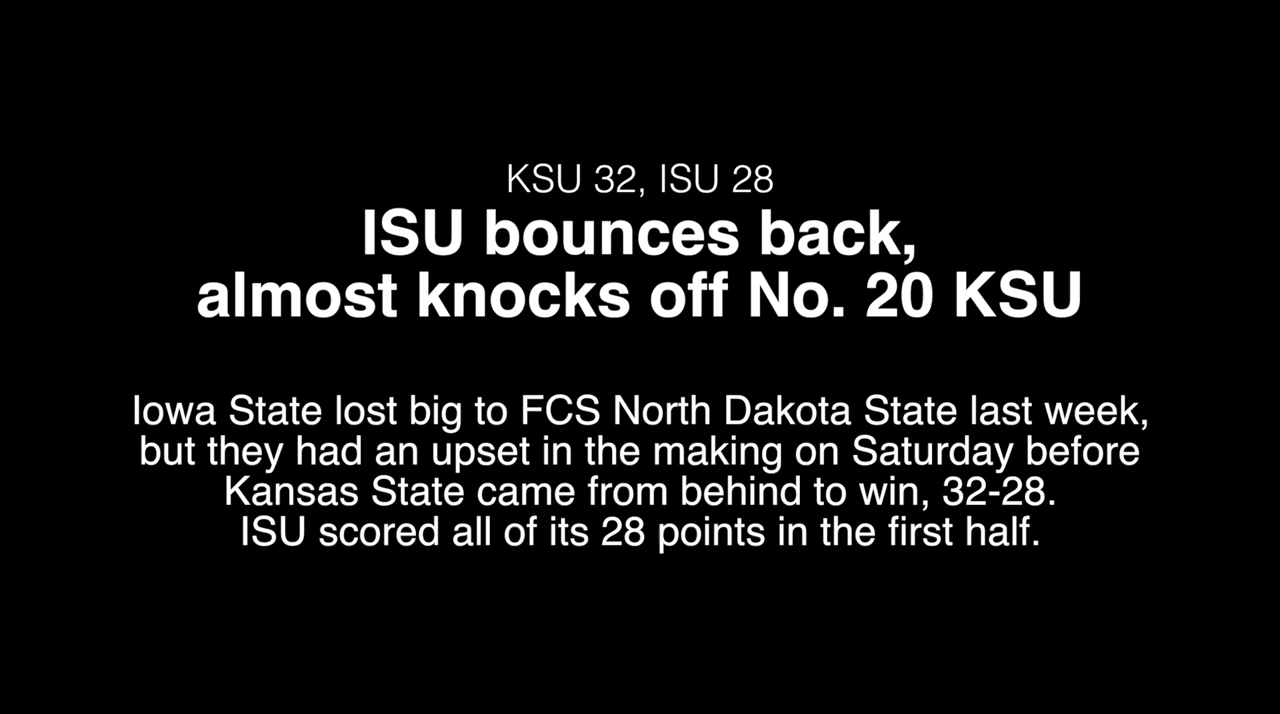 KSU 32, ISU 28
ISU bounces back,
almost knocks off No. 20 KSU
Iowa State lost big to FCS North Dakota State last week,
but they had an upset in the making on Saturday before
Kansas State came from behind to win, 32-28.
ISU scored all of its 28 points in the first half.